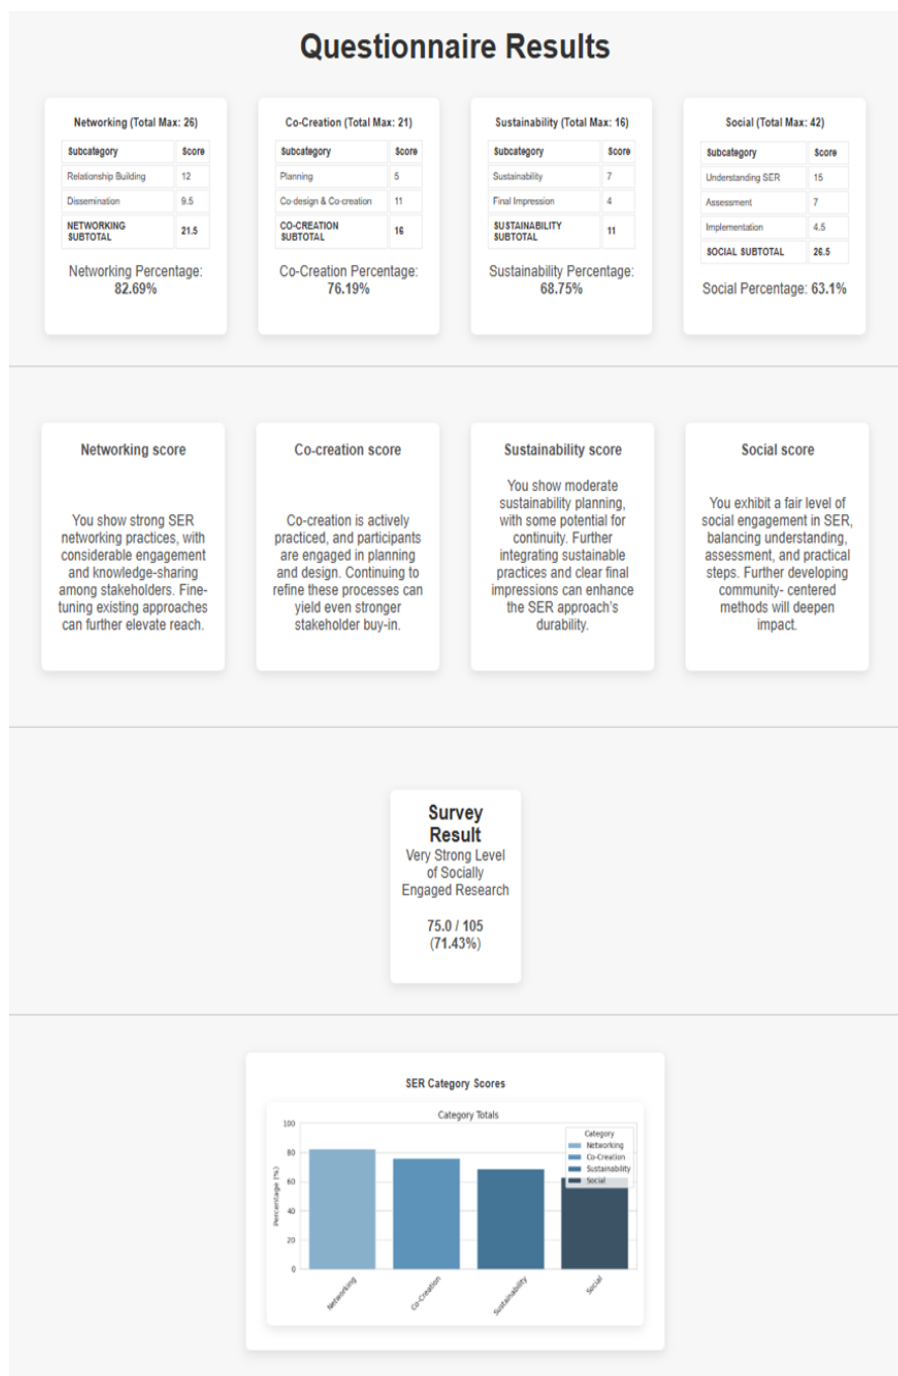 Questionnaire Results
Networking (Total Max: 26)
Subcategory Score
Relationship Building 12
Dissemination 9.5
NETWORKING
SUBTOTAL 21.5
Networking Percentage:
82.69%
Co-Creation (Total Max: 21)
Subcategory Score
Planning 5
Co-design & Co-creation 11
CO-CREATION
SUBTOTAL 16
Co-Creation Percentage:
76.19%
Sustainability (Total Max: 16)
Subcategory Score
Sustainability 7
Final Impression 4
SUSTAINABILITY
SUBTOTAL 11
Sustainability Percentage:
68.75%
Social (Total Max: 42)
Subcategory Score
Understanding SER 15
Assessment 7
Implementation 4.5
SOCIAL SUBTOTAL 26.5
Social Percentage: 63.1%
Networking score
You show strong SER
networking practices, with
considerable engagement
and knowledge-sharing
among stakeholders. Fine-
tuning existing approaches
can further elevate reach.
Co-creation score
Co-creation is actively
practiced, and participants
are engaged in planning
and design. Continuing to
refine these processes can
yield even stronger
stakeholder buy-in.
Sustainability score
You show moderate
sustainability planning,
with some potential for
continuity. Further
integrating sustainable
practices and clear final
impressions can enhance
the SER approach's
durability.
Social score
You exhibit a fair level of
social engagement in SER,
balancing understanding,
assessment, and practical
steps. Further developing
community- centered
methods will deepen
impact.
Survey
Result
Very Strong Level
of Socially
Engaged Research
75.0 / 105
(71.43%)
SER Category Scores
Category Totals
Percentage (%)
100
80
60
40
20
0
Category
Networking
Co-Creation
Sustainability
Social
Networking
Co-Creation
Sustainability
Social